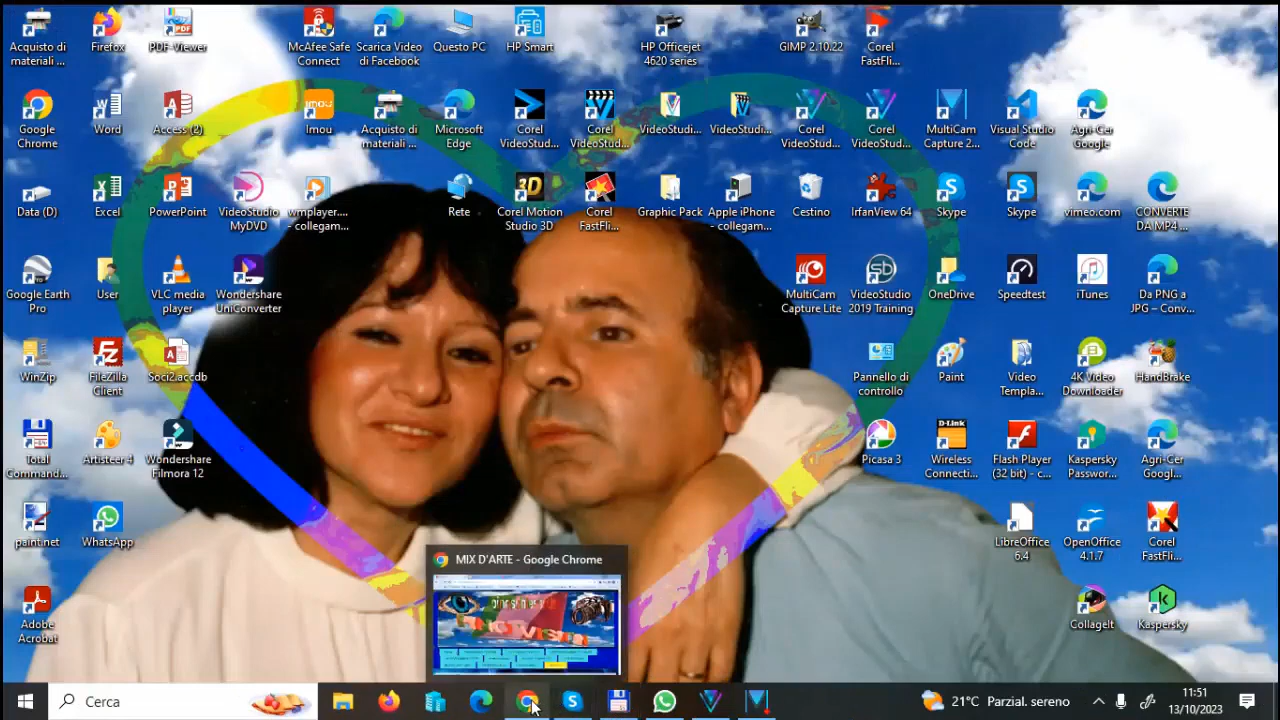 Acquisto di
materiali ...
Firefox
PDF-Viewer
McAfee Safe
Connect
Scarica Video
di Facebook
Questo PC
HP Smart
HP Officejet
4620 series
GIMP 2.10.22
Corel
FastFli...
Google
Chrome
Word
Access (2)
imou
Imou
Acquisto di
materiali ...
Microsoft
Edge
Corel
VideoStud...
Corel
VideoStud...
VideoStudi...
VideoStudi...
Corel
VideoStud...
Corel
VideoStud...
MultiCam
Capture 2...
Visual Studio
Code
Agri-Cer
Google
Data (D)
Excel
PowerPoint
VideoStudio
MyDVD
wmplayer....
- collegam...
Rete
3D
Corel Motion
Studio 3D
Corel
FastFli...
Graphic Pack
Apple iPhone
- collegam...
Cestino
IrfanView 64
Skype
Skype
vimeo.com
CONVERTE
DA MP4 ...
Google Earth
Pro
User
VLC media
player
Wondershare
UniConverter
MultiCam
Capture Lite
sb
VideoStudio
2019 Training
OneDrive
Speedtest
iTunes
Da PNG a
JPG – Conv...
WinZip
FileZilla
Client
Soci2.accdb
Pannello di
controllo
Paint
Video
Templa...
4K Video
Downloader
HandBrake
Total
Command...
Artisteer 4
Wondershare
Filmora 12
Picasa 3
D-Link
Wireless
Connecti...
Flash Player
(32 bit) - c...
Kaspersky
Passwor...
Agri-Cer
Googl...
paint.net
WhatsApp
LibreOffice
6.4
OpenOffice
4.1.7
Corel
FastFli...
MIX D'ARTE - Google Chrome
Adobe
Acrobat
CollageIt
Kaspersky
Cerca
21°C Parzial. sereno
11:51
13/10/2023